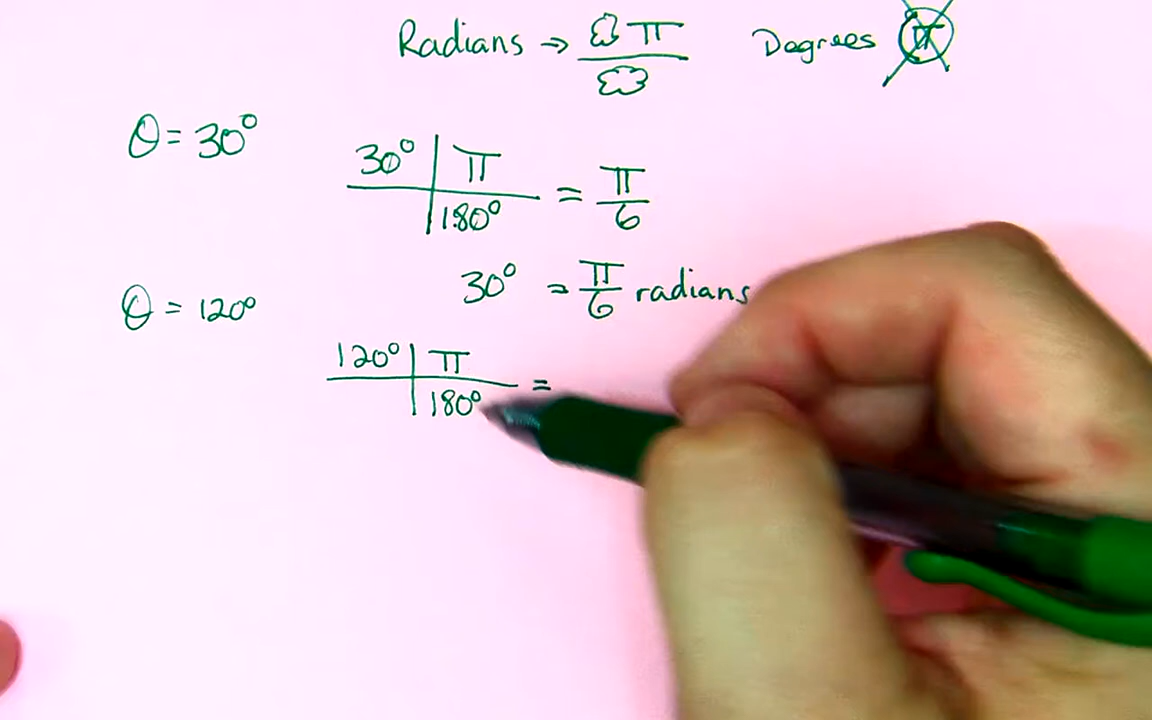 Radians → π Degrees π
θ = 30°
30° | π
180° = π/6
30° = π/6 radians
θ = 120°
120° | π
180° =